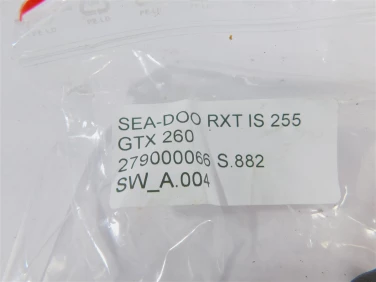 SEA-DOO RXT IS 255
GTX 260
279000066 S.882
SW_A.004